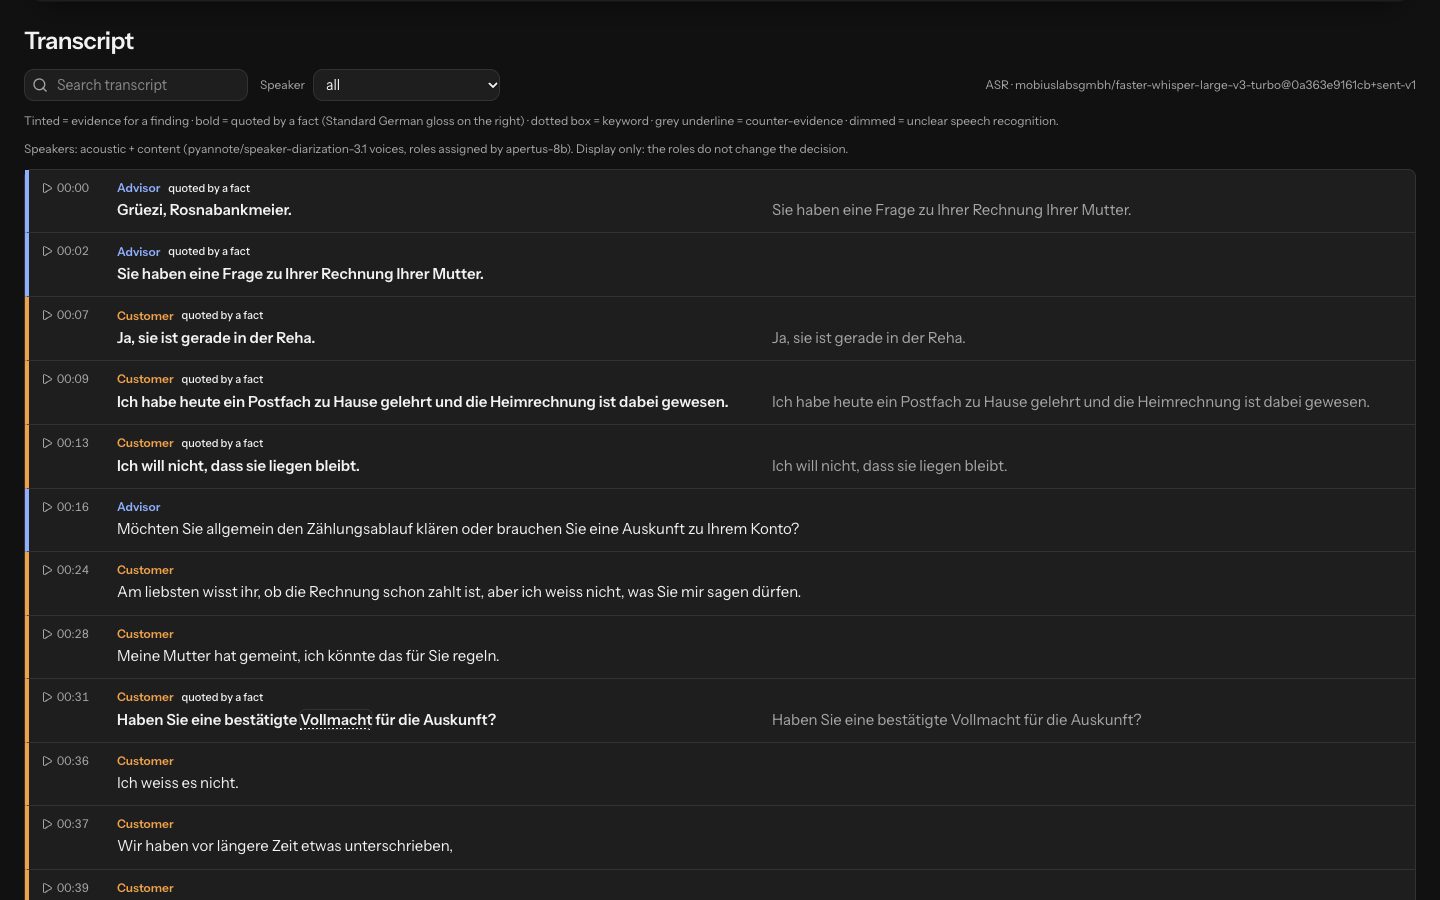 Transcript
Search transcript
Speaker
all
ASR · mobiuslabsgmbh/faster-whisper-large-v3-turbo@0a363e9161cb+sent-v1
Tinted = evidence for a finding · bold = quoted by a fact (Standard German gloss on the right) · dotted box = keyword · grey underline = counter-evidence · dimmed = unclear speech recognition.
Speakers: acoustic + content (pyannote/speaker-diarization-3.1 voices, roles assigned by apertus-8b). Display only: the roles do not change the decision.
00:00 Advisor quoted by a fact
Grüezi, Rosnabankmeier. Sie haben eine Frage zu Ihrer Rechnung Ihrer Mutter.
00:02 Advisor quoted by a fact
Sie haben eine Frage zu Ihrer Rechnung Ihrer Mutter.
00:07 Customer quoted by a fact
Ja, sie ist gerade in der Reha. Ja, sie ist gerade in der Reha.
00:09 Customer quoted by a fact
Ich habe heute ein Postfach zu Hause gelehrt und die Heimrechnung ist dabei gewesen. Ich habe heute ein Postfach zu Hause gelehrt und die Heimrechnung ist dabei gewesen.
00:13 Customer quoted by a fact
Ich will nicht, dass sie liegen bleibt. Ich will nicht, dass sie liegen bleibt.
00:16 Advisor
Möchten Sie allgemein den Zählungsablauf klären oder brauchen Sie eine Auskunft zu Ihrem Konto?
00:24 Customer
Am liebsten wisst ihr, ob die Rechnung schon zahlt ist, aber ich weiss nicht, was Sie mir sagen dürfen.
00:28 Customer
Meine Mutter hat gemeint, ich könnte das für Sie regeln.
00:31 Customer quoted by a fact
Haben Sie eine bestätigte Vollmacht für die Auskunft? Haben Sie eine bestätigte Vollmacht für die Auskunft?
00:36 Customer
Ich weiss es nicht.
00:37 Customer
Wir haben vor längere Zeit etwas unterschrieben,
00:39 Customer